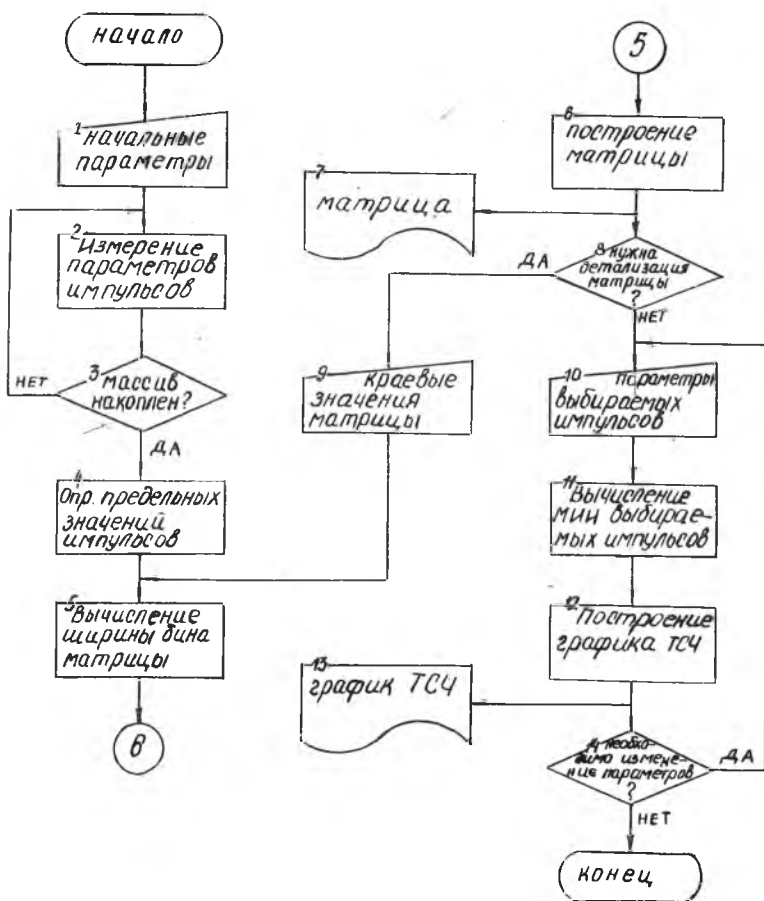 начало
1
начальные
параметры
2
Измерение
параметров
импульсов
3 массив
накоплен?
НЕТ
ДА
4
Опр. предельных
значений
импульсов
5
Вычисление
ширины бина
матрицы
6
5
6
построение
матрицы
7
матрица
8 нужна
детализация
матрицы
?
ДА
НЕТ
9
краевые
значения
матрицы
10 параметры
выбираемых
импульсов
11
Вычисление
МИИ выбирае-
мых импульсов
12
Построение
графика ТСЧ
13
график ТСЧ
14 необхо-
димо измене-
ние параметров
?
ДА
НЕТ
конец